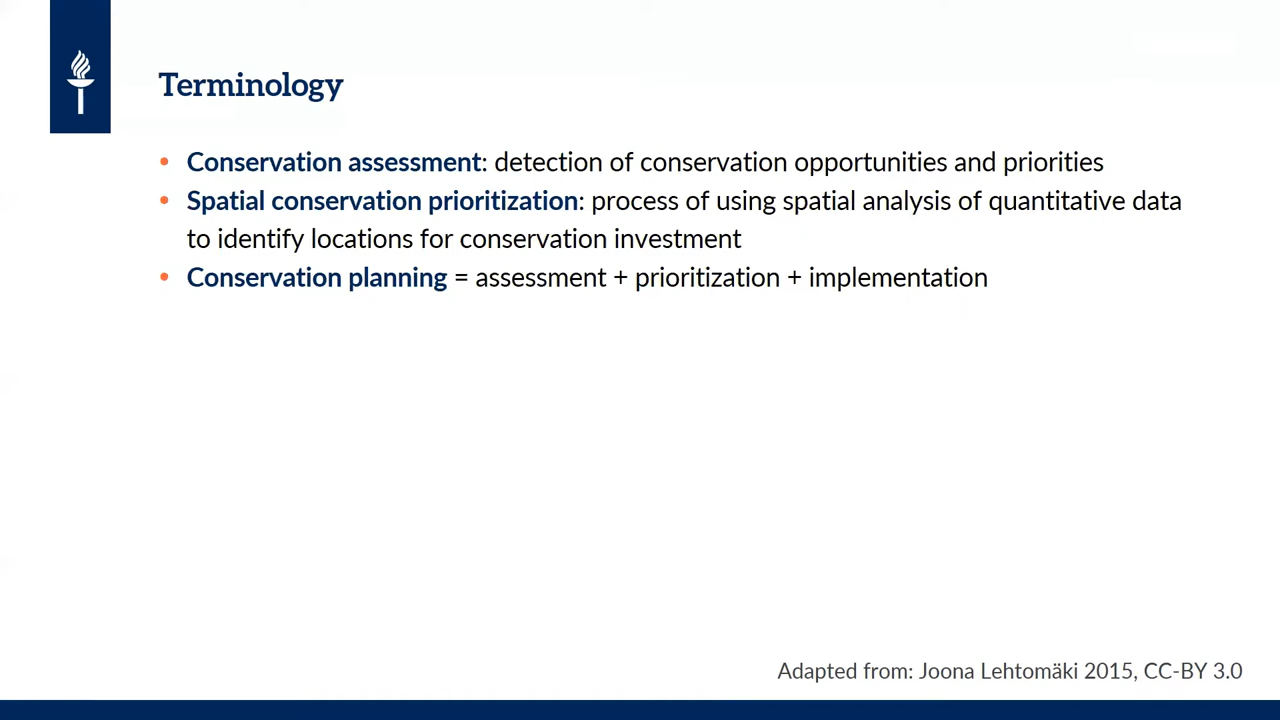 Terminology
• Conservation assessment: detection of conservation opportunities and priorities
• Spatial conservation prioritization: process of using spatial analysis of quantitative data
to identify locations for conservation investment
• Conservation planning = assessment + prioritization + implementation
Adapted from: Joona Lehtomäki 2015, CC-BY 3.0